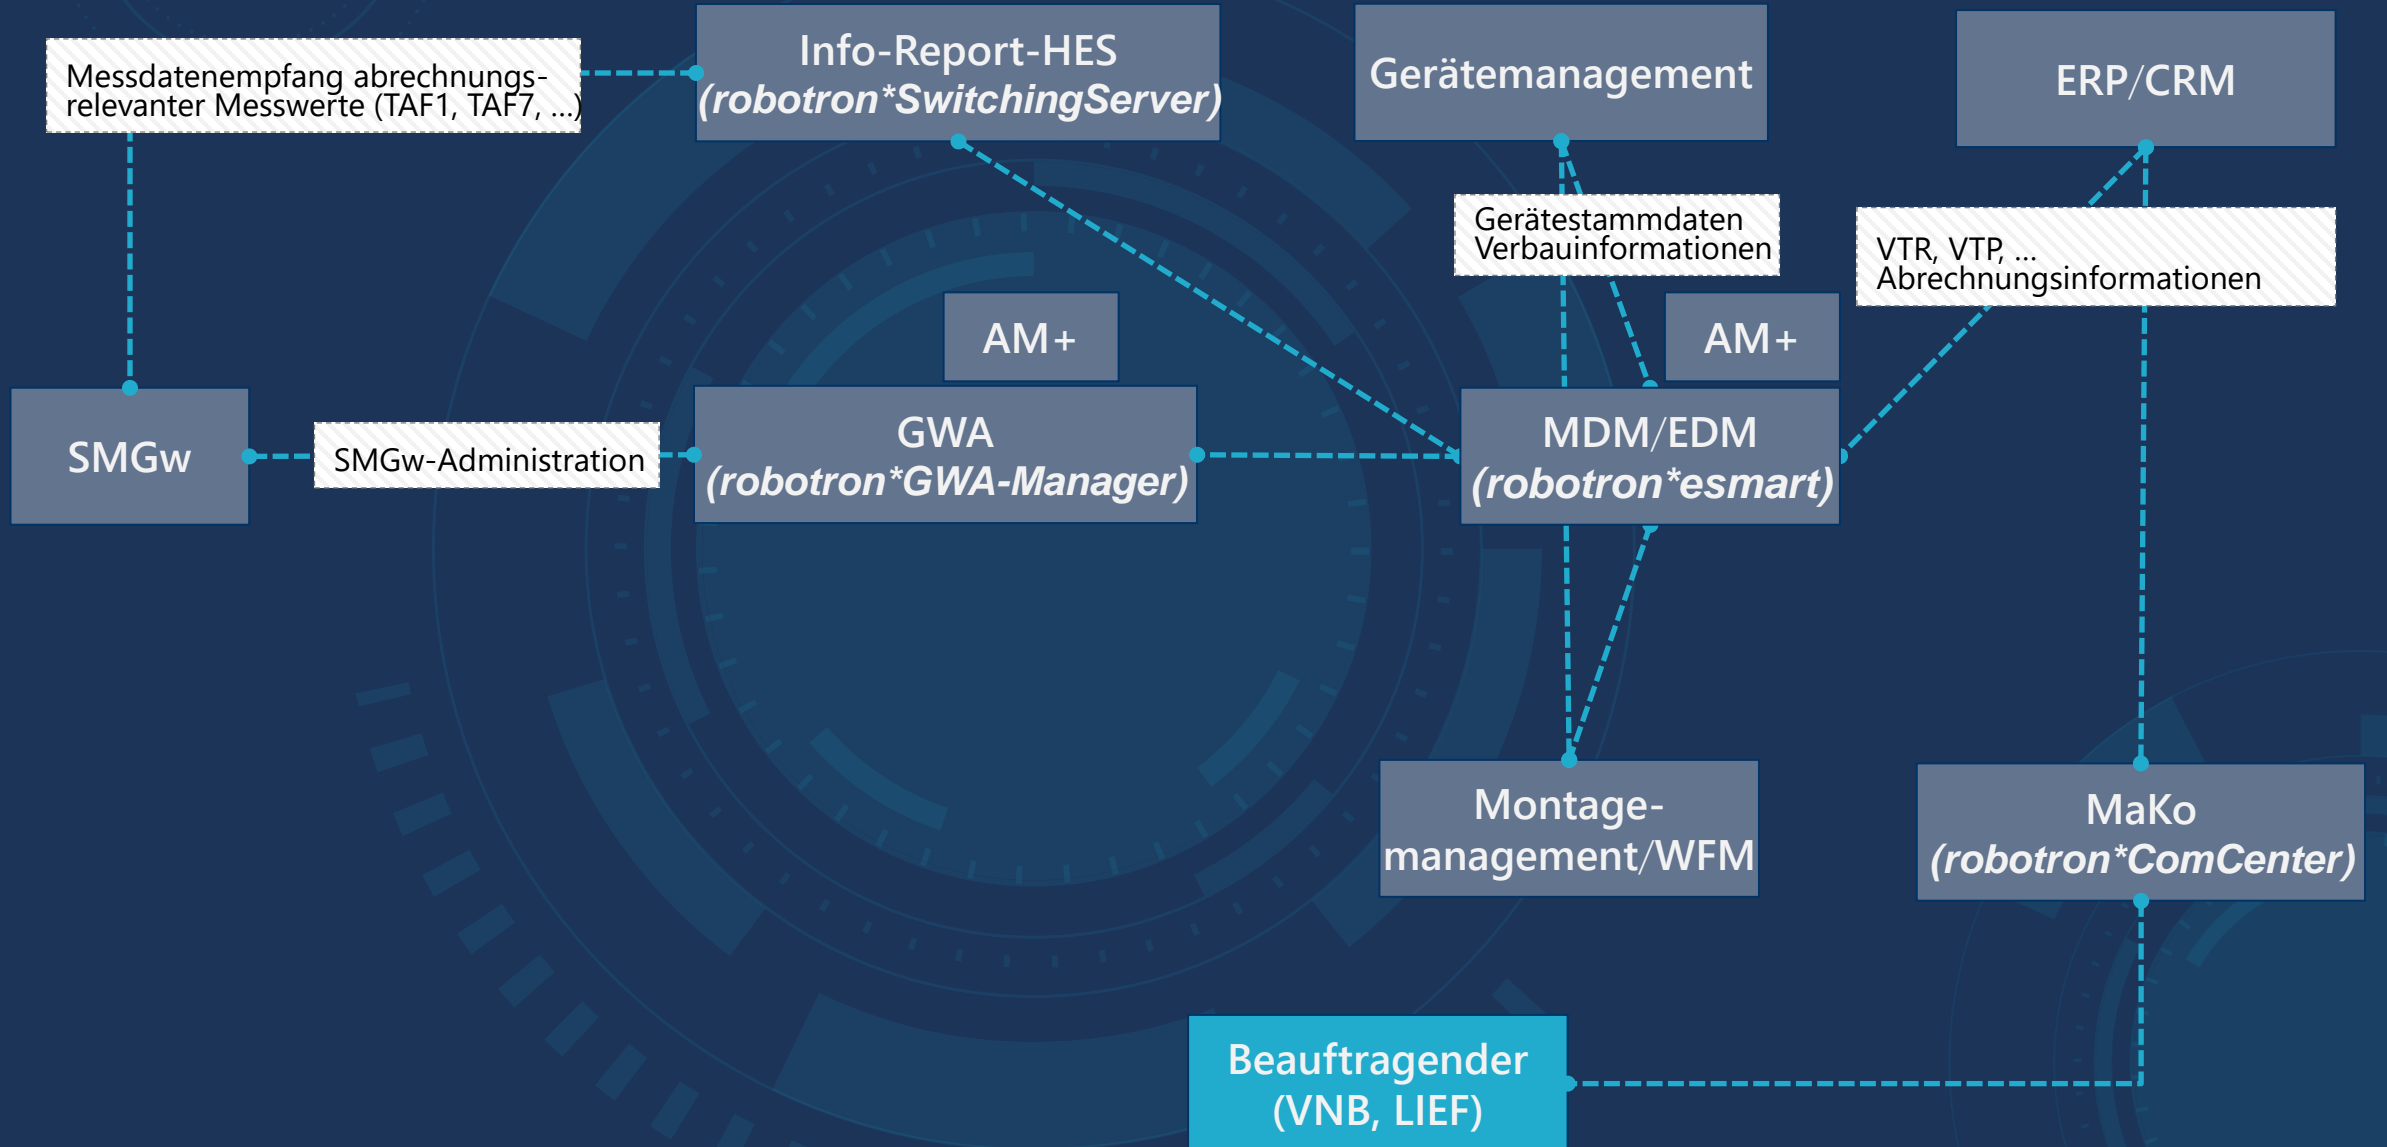 Info-Report-HES
(robotron*SwitchingServer)
Gerätemanagement
ERP/CRM
Messdatenempfang abrechnungs-
relevanter Messwerte (TAF1, TAF7, ...)
Gerätestammdaten
Verbauinformationen
VTR, VTP, ...
Abrechnungsinformationen
AM+
AM+
SMGw
SMGw-Administration
GWA
(robotron*GWA-Manager)
MDM/EDM
(robotron*esmart)
Montage-
management/WFM
MaKo
(robotron*ComCenter)
Beauftragender
(VNB, LIEF)